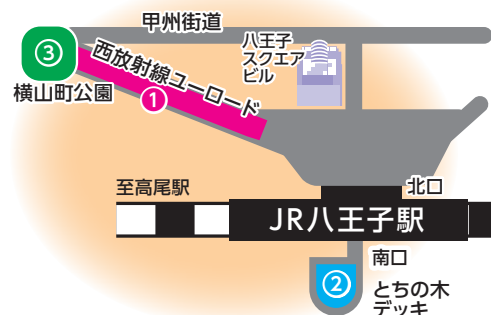 甲州街道
③
八王子
スクエア
ビル
西放射線ユーロード
①
横山町公園
至高尾駅
北口
JR八王子駅
南口
②
とちの木
デッキ